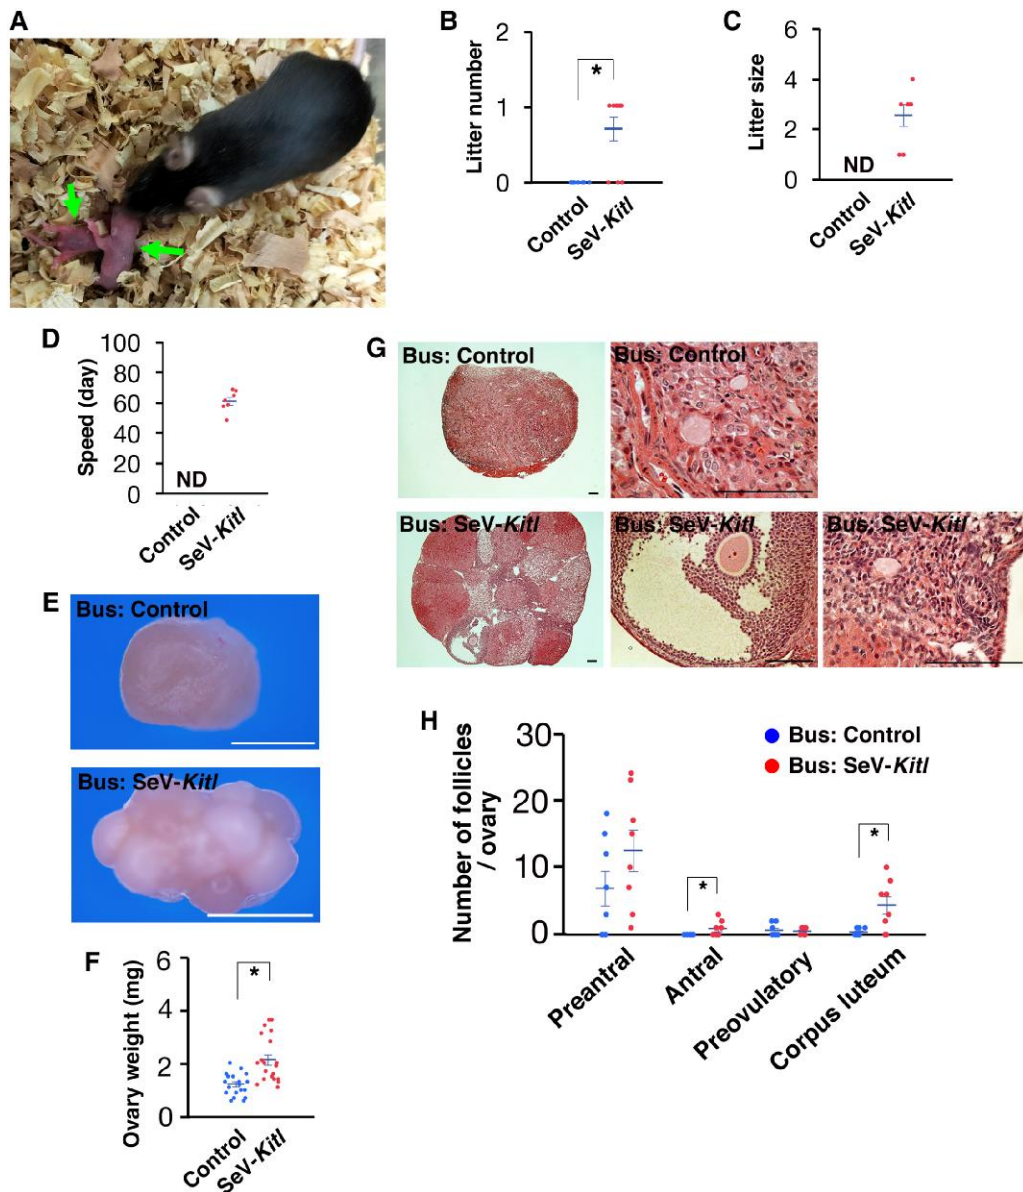 A
B
Litter number
2
1
0
*
Control
SeV-Kitl
C
Litter size
6
4
2
0
ND
Control
SeV-Kitl
D
Speed (day)
100
80
60
40
20
0
ND
Control
SeV-Kitl
E
Bus: Control
Bus: SeV-Kitl
F
Ovary weight (mg)
6
4
2
0
*
Control
SeV-Kitl
G
Bus: Control
Bus: Control
Bus: SeV-Kitl
Bus: SeV-Kitl
Bus: SeV-Kitl
H
Number of follicles
/ ovary
30
20
10
0
Bus: Control
Bus: SeV-Kitl
*
*
Preantral
Antral
Preovulatory
Corpus luteum